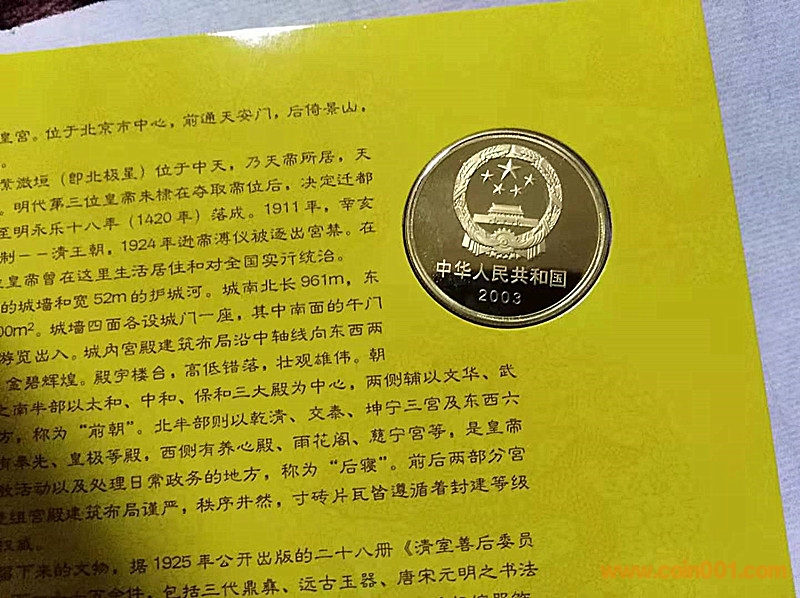 皇宫。位于北京市中心，前通天安门，后倚景山，
。
紫微垣（即北极星）位于中天，乃天帝所居，天
。明代第三位皇帝朱棣在夺取帝位后，决定迁都
至明永乐十八年（1420年）落成。1911年，辛亥
制——清王朝，1924年逊帝溥仪被逐出宫禁。在
位皇帝曾在这里生活居住和对全国实行统治。
的城墙和宽52m的护城河。城南北长961m，东
00m²。城墙四面各设城门一座，其中南面的午门
游览出入。城内宫殿建筑布局沿中轴线向东西两
金碧辉煌。殿宇楼台，高低错落，壮观雄伟。朝
之南半部以太和、中和、保和三大殿为中心，两侧辅以文华、武
方，称为“前朝”。北半部则以乾清、交泰、坤宁三宫及东西六
有奉先、皇极等殿，西侧有养心殿、雨花阁、慈宁宫等，是皇帝
教活动以及处理日常政务的地方，称为“后寝”。前后两部分宫
建组宫殿建筑布局谨严，秩序井然，寸砖片瓦皆遵循着封建等级
权威。
留下来的文物，据1925年公开出版的二十八册《清室善后委员
万余件，包括三代鼎彝、远古玉器、唐宋元明之书法
中华人民共和国
2003
www.coin001.com